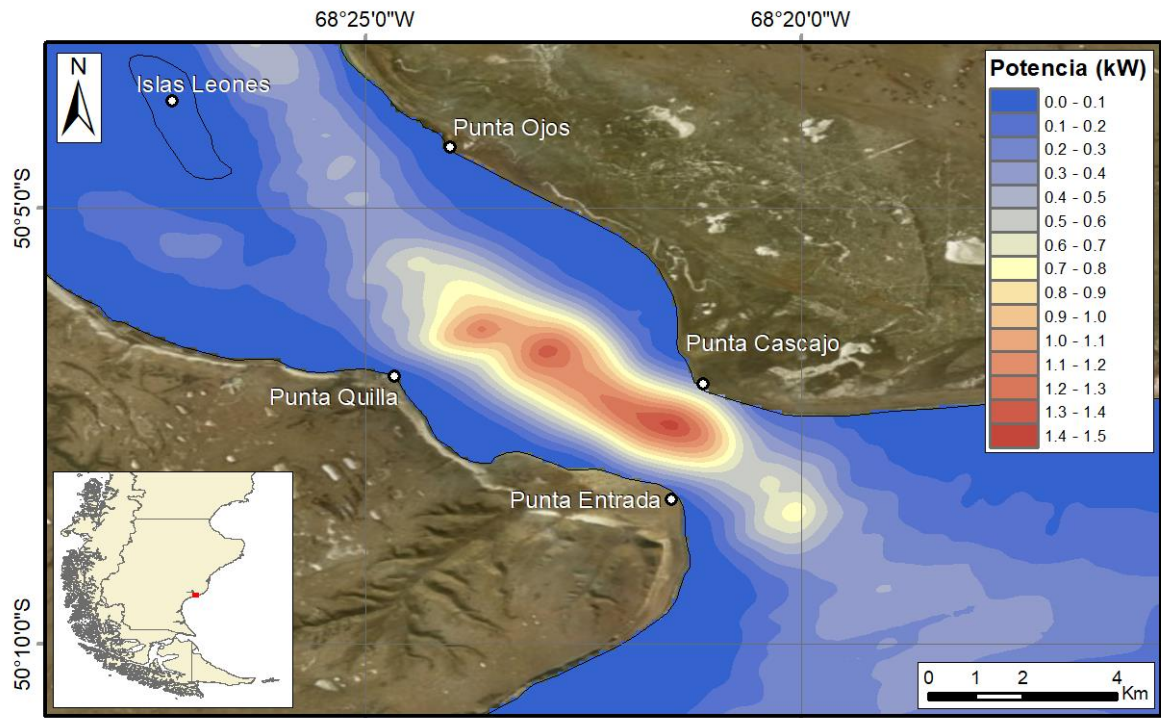 68°25'0"W
68°20'0"W
N
Islas Leones
Punta Ojos
Potencia (kW)
0.0 - 0.1
0.1 - 0.2
0.2 - 0.3
0.3 - 0.4
0.4 - 0.5
0.5 - 0.6
0.6 - 0.7
0.7 - 0.8
0.8 - 0.9
0.9 - 1.0
1.0 - 1.1
1.1 - 1.2
1.2 - 1.3
1.3 - 1.4
1.4 - 1.5
50°5'0"S
Punta Cascajo
Punta Quilla
Punta Entrada
50°10'0"S
0 1 2 4
Km